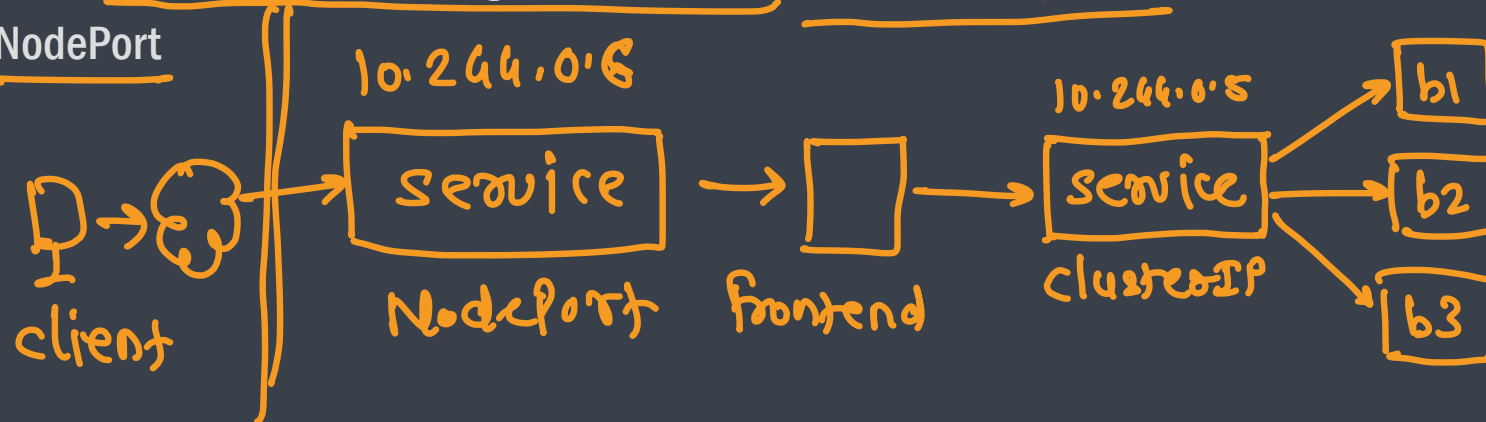 NodePort
10.244.0.6
10.244.0.5
service
service
b1
b2
b3
client
NodePort
frontend
clusterIP